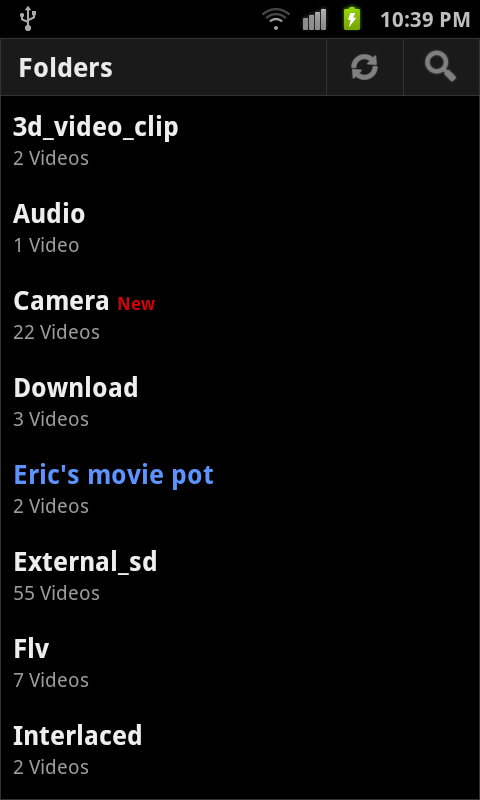 10:39 PM
Folders
3d_video_clip
2 Videos
Audio
1 Video
Camera New
22 Videos
Download
3 Videos
Eric's movie pot
2 Videos
External_sd
55 Videos
Flv
7 Videos
Interlaced
2 Videos